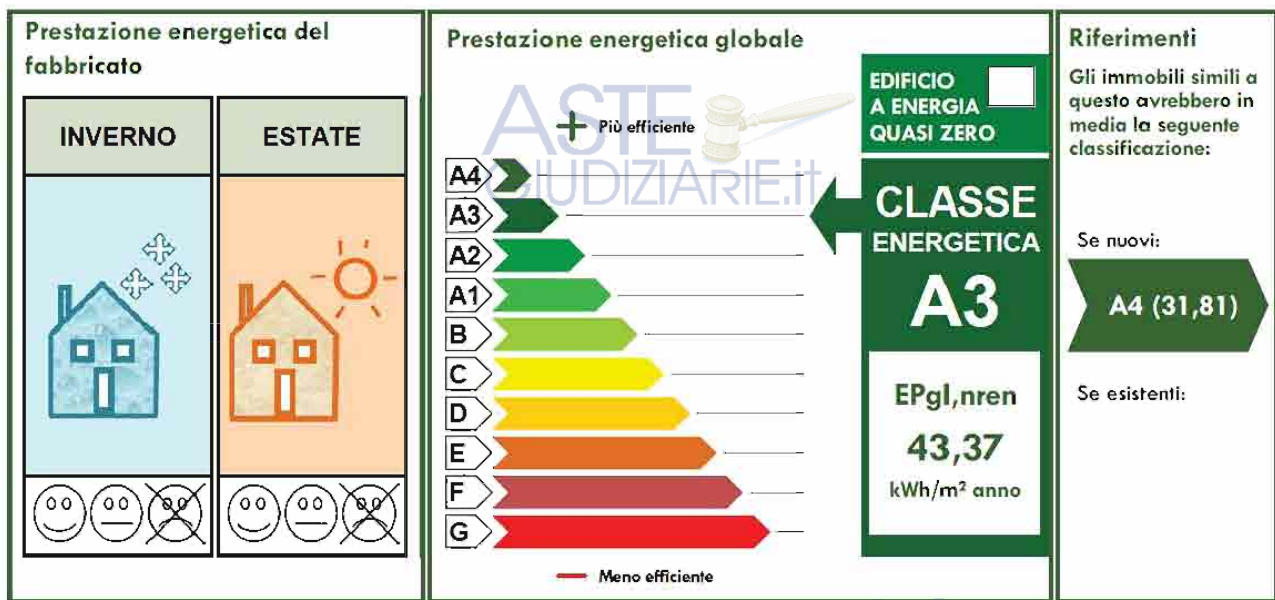 Prestazione energetica del
fabbricato
INVERNO
ESTATE
Prestazione energetica globale
ASTE
GIUDIZIARIE.it
Più efficiente
A4
A3
A2
A1
B
C
D
E
F
G
Meno efficiente
EDIFICIO
A ENERGIA
QUASI ZERO
CLASSE
ENERGETICA
A3
EPgl,nren
43,37
kWh/m² anno
Riferimenti
Gli immobili simili a
questo avrebbero in
media la seguente
classificazione:
Se nuovi:
A4 (31,81)
Se esistenti: